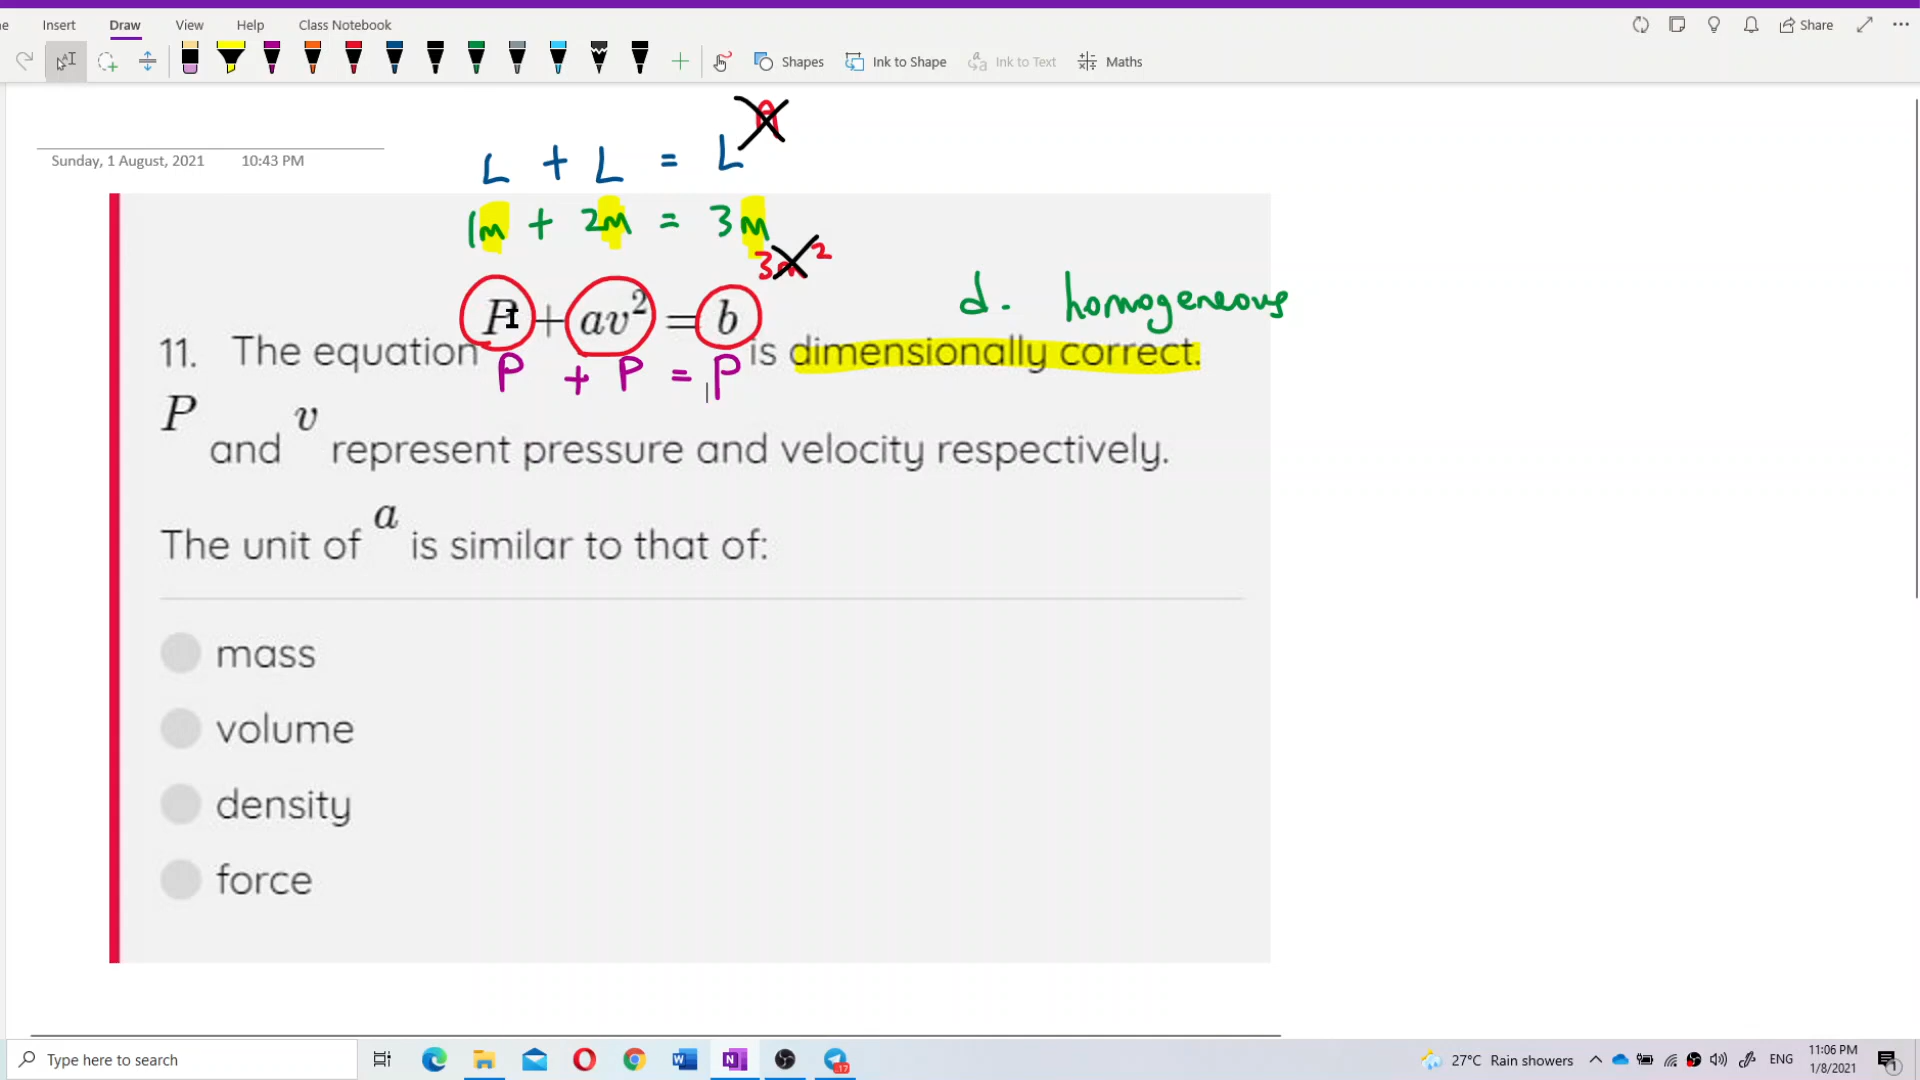 Insert Draw View Help Class Notebook Share
Shapes Ink to Shape Ink to Text Maths
Sunday, 1 August, 2021 10:43 PM
L + L = L
1m + 2m = 3m
P + av² = b
d. homogeneous
11. The equation is dimensionally correct.
P + P = P
P and v represent pressure and velocity respectively.
The unit of a is similar to that of:
mass
volume
density
force
Type here to search
27°C Rain showers
ENG
11:06 PM
1/8/2021